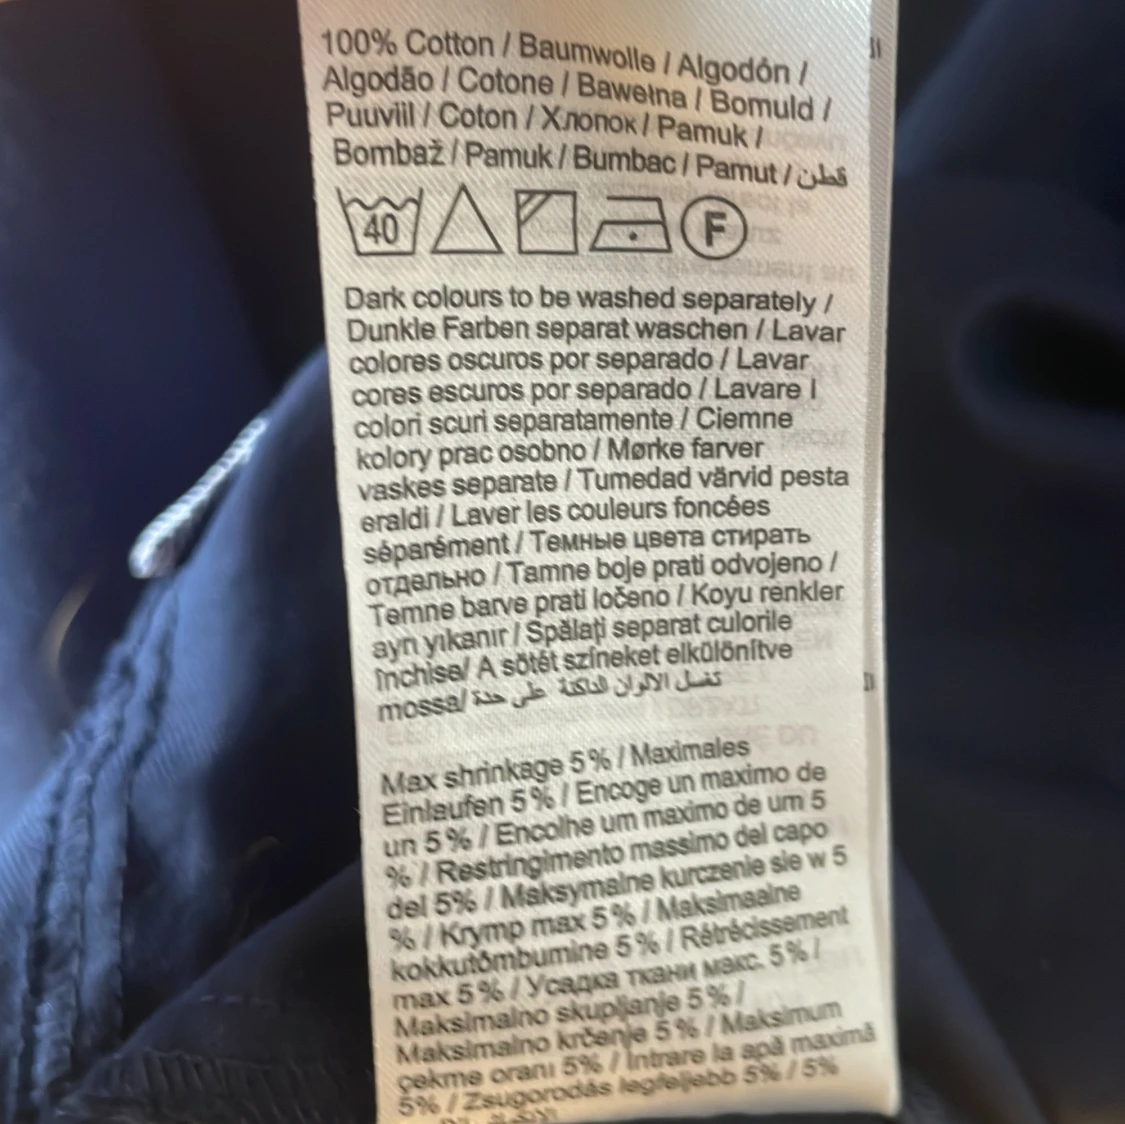 100% Cotton / Baumwolle / Algodón /
Algodão / Cotone / Bawełna / Bomuld /
Puuviill / Coton / Хлопок / Pamuk /
Bombaž / Pamuk / Bumbac / Pamut / قطن
40 F
Dark colours to be washed separately /
Dunkle Farben separat waschen / Lavar
colores oscuros por separado / Lavar
cores escuros por separado / Lavare I
colori scuri separatamente / Ciemne
kolory prac osobno / Mørke farver
vaskes separate / Tumedad värvid pesta
eraldi / Laver les couleurs foncées
séparément / Темные цвета стирать
отдельно / Tamne boje prati odvojeno /
Temne barve prati ločeno / Koyu renkler
ayrı yıkanır / Spălați separat culorile
închise/ A sötét színeket elkülönítve
mossa/ الالوان الداكنة على حدة
Max shrinkage 5 % / Maximales
Einlaufen 5 % / Encoge un maximo de
un 5 % / Encolhe um maximo de um 5
% / Restringimento massimo del capo
del 5% / Maksymalne kurczenie sie w 5
% / Krymp max 5 % / Maksimaalne
kokkutõmbumine 5 % / Rétrécissement
max 5 % / Усадка ткани макс. 5 % /
Maksimalno skupljanje 5 % /
Maksimalno krčenje 5 % / Maksimum
çekme oranı 5% / Intrare la apă maximă
5% / Zsugorodás legfeljebb 5% / 5%